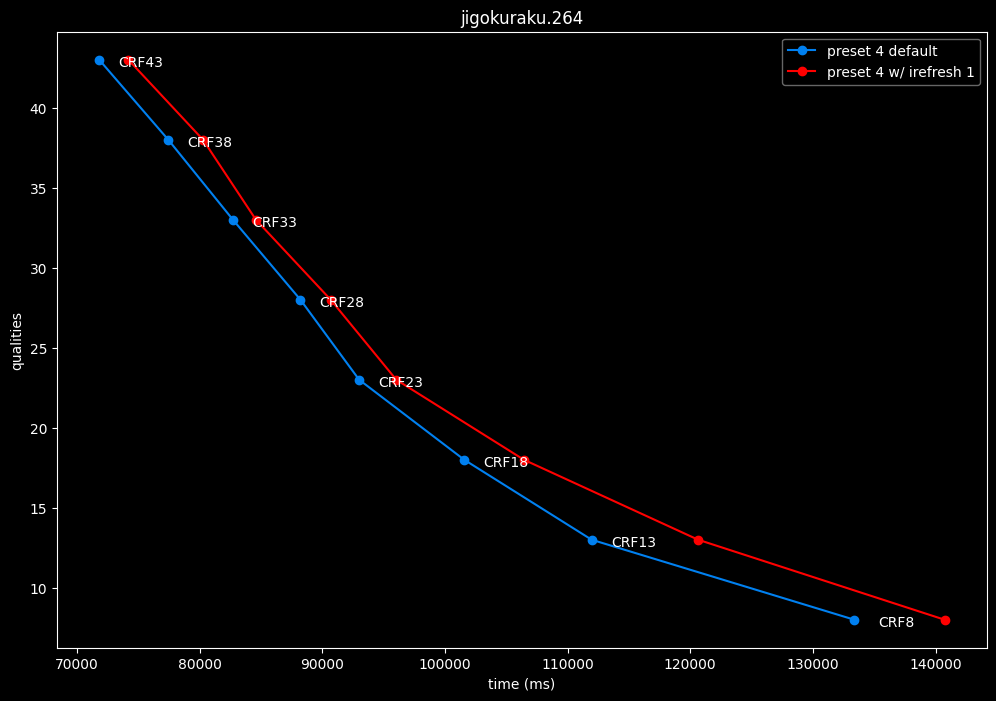 jigokuraku.264
preset 4 default
preset 4 w/ irefresh 1
qualities
40
35
30
25
20
15
10
CRF43
CRF38
CRF33
CRF28
CRF23
CRF18
CRF13
CRF8
70000 80000 90000 100000 110000 120000 130000 140000
time (ms)